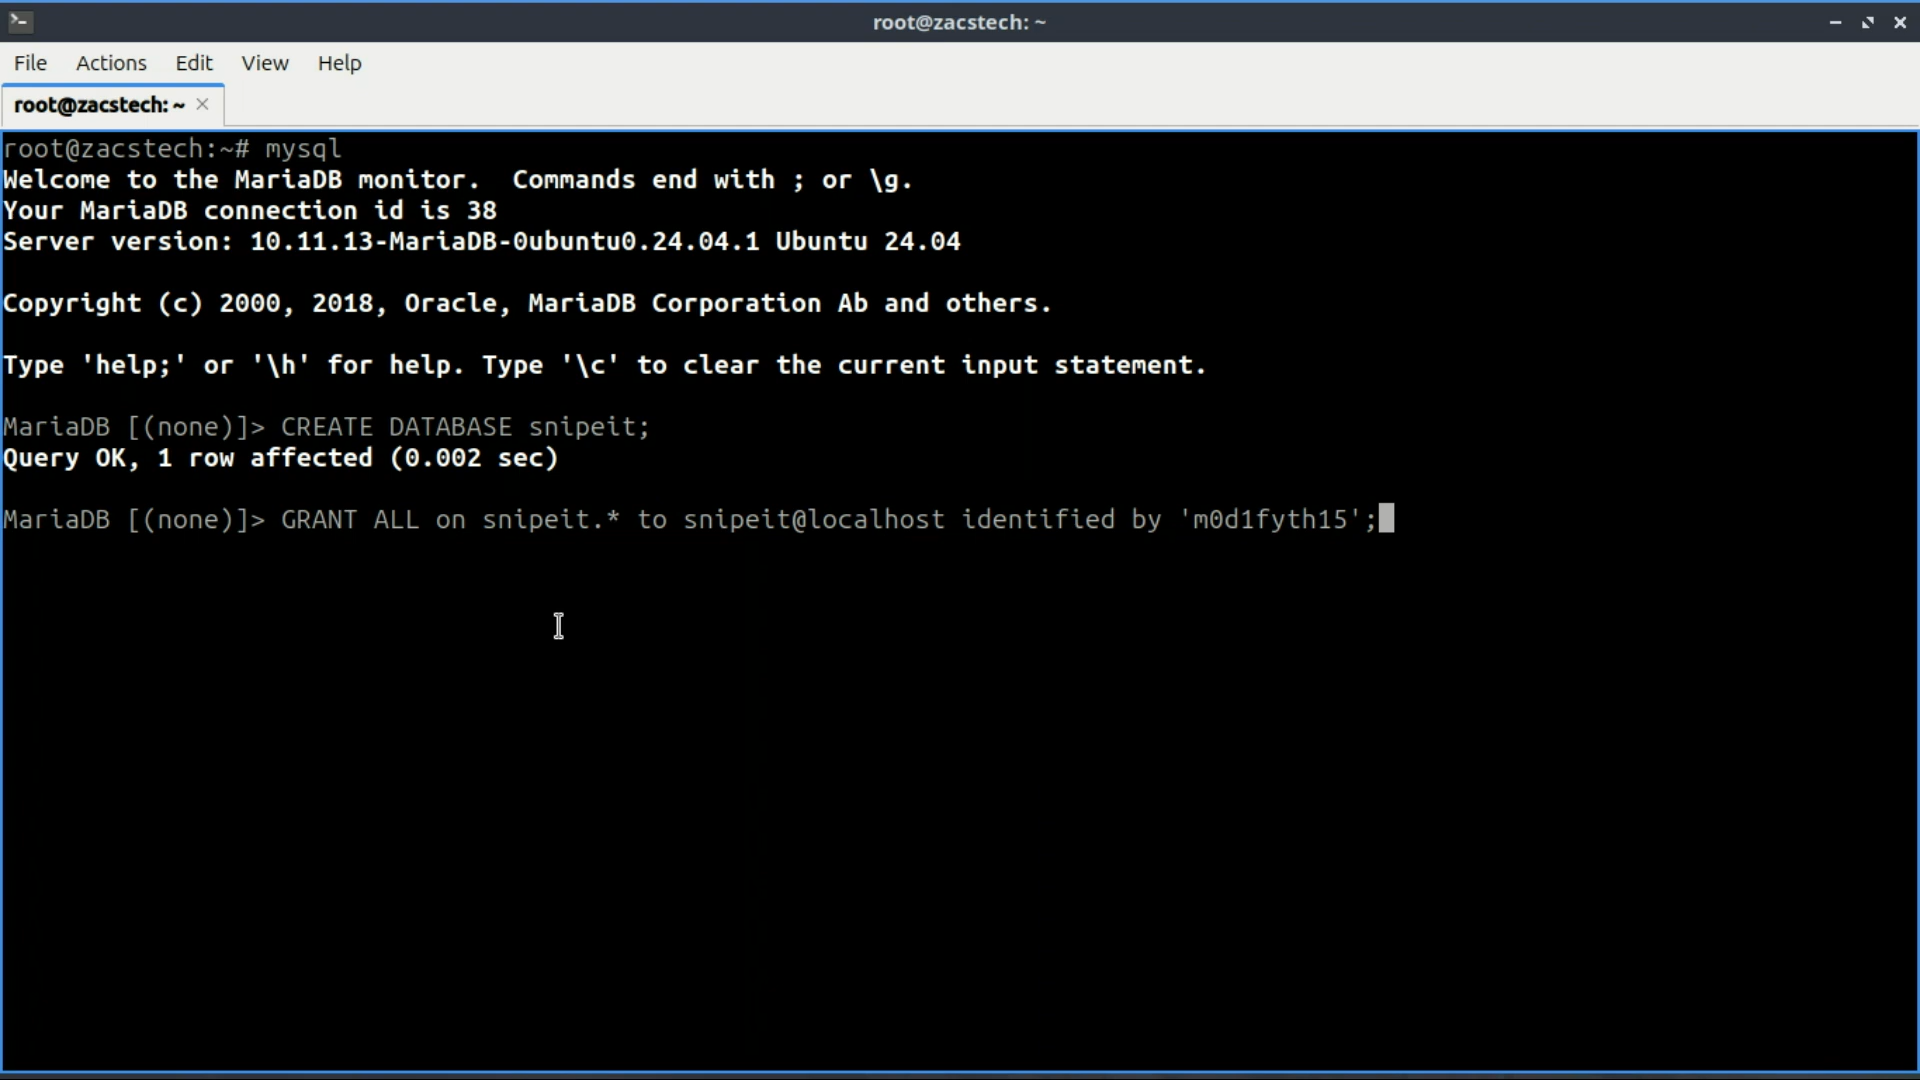 root@zacstech: ~
File Actions Edit View Help
root@zacstech: ~
root@zacstech:~# mysql
Welcome to the MariaDB monitor.  Commands end with ; or \g.
Your MariaDB connection id is 38
Server version: 10.11.13-MariaDB-0ubuntu0.24.04.1 Ubuntu 24.04
Copyright (c) 2000, 2018, Oracle, MariaDB Corporation Ab and others.
Type 'help;' or '\h' for help. Type '\c' to clear the current input statement.
MariaDB [(none)]> CREATE DATABASE snipeit;
Query OK, 1 row affected (0.002 sec)
MariaDB [(none)]> GRANT ALL on snipeit.* to snipeit@localhost identified by 'm0d1fyth15';